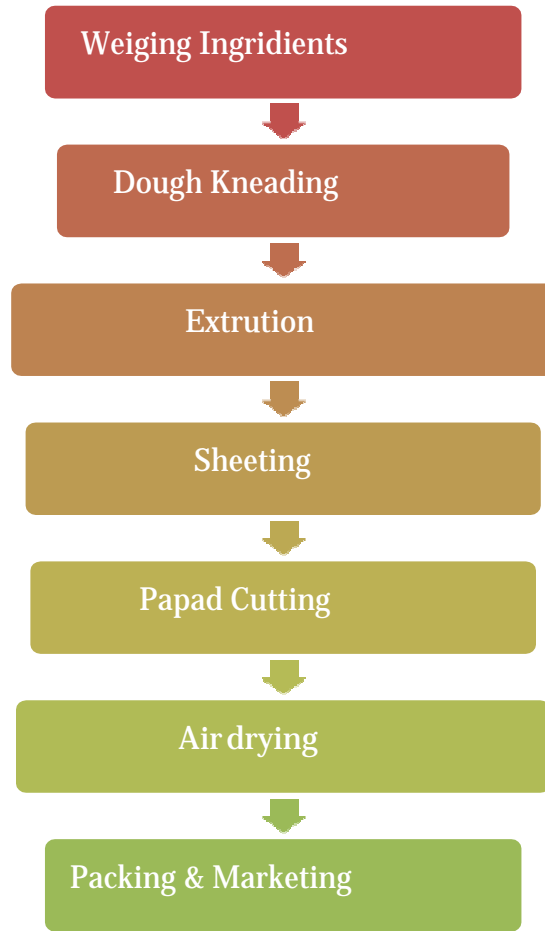 Weiging Ingridients
Dough Kneading
Extrution
Sheeting
Papad Cutting
Air drying
Packing & Marketing